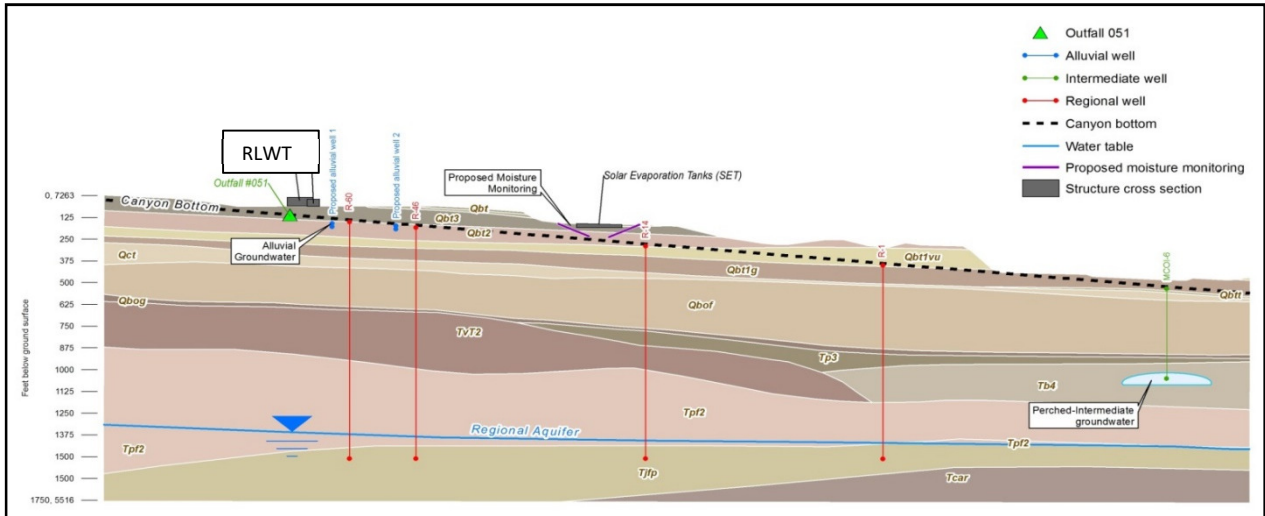 Outfall 051
Alluvial well
Intermediate well
Regional well
Canyon bottom
Water table
Proposed moisture monitoring
Structure cross section
RLWT
Outfall #051
Proposed alluvial well 1
R-60
Proposed alluvial well 2
R-46
Proposed Moisture
Monitoring
Solar Evaporation Tanks (SET)
R-14
R-1
MCOI-6
Canyon Bottom
Qbt
Qbt3
Qbt2
Alluvial
Groundwater
Qbt1vu
Qbt1g
Qbtt
Qct
Qbof
Qbog
TvT2
Tp3
Tb4
Perched-Intermediate
groundwater
Tpf2
Regional Aquifer
Tpf2
Tpf2
Tjfp
Tcar
Feet below ground surface
0, 7263
125
250
375
500
625
750
875
1000
1125
1250
1375
1500
1500
1750, 5516